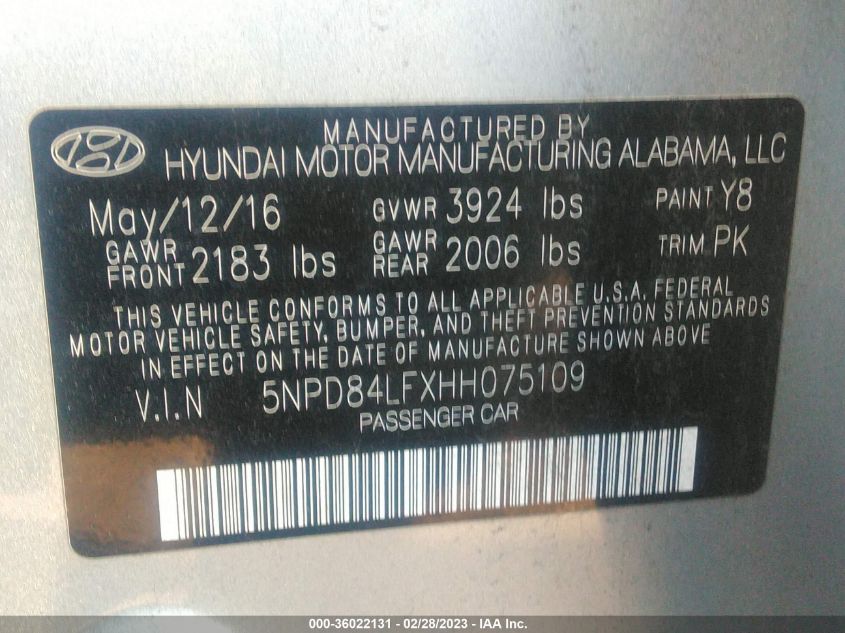 MANUFACTURED BY
HYUNDAI MOTOR MANUFACTURING ALABAMA, LLC
May/12/16 GVWR 3924 lbs PAINT Y8
GAWR FRONT 2183 lbs GAWR REAR 2006 lbs TRIM PK
THIS VEHICLE CONFORMS TO ALL APPLICABLE U.S.A. FEDERAL
MOTOR VEHICLE SAFETY, BUMPER, AND THEFT PREVENTION STANDARDS
IN EFFECT ON THE DATE OF MANUFACTURE SHOWN ABOVE
V.I.N 5NPD84LFXHH075109
PASSENGER CAR
000-36022131 - 02/28/2023 - IAA Inc.